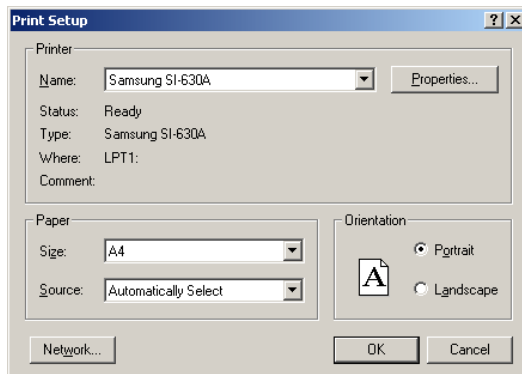 Print Setup
Printer
Name: Samsung SI-630A Properties...
Status: Ready
Type: Samsung SI-630A
Where: LPT1:
Comment:
Paper Orientation
Size: A4 Portrait
A
Source: Automatically Select Landscape
Network... OK Cancel